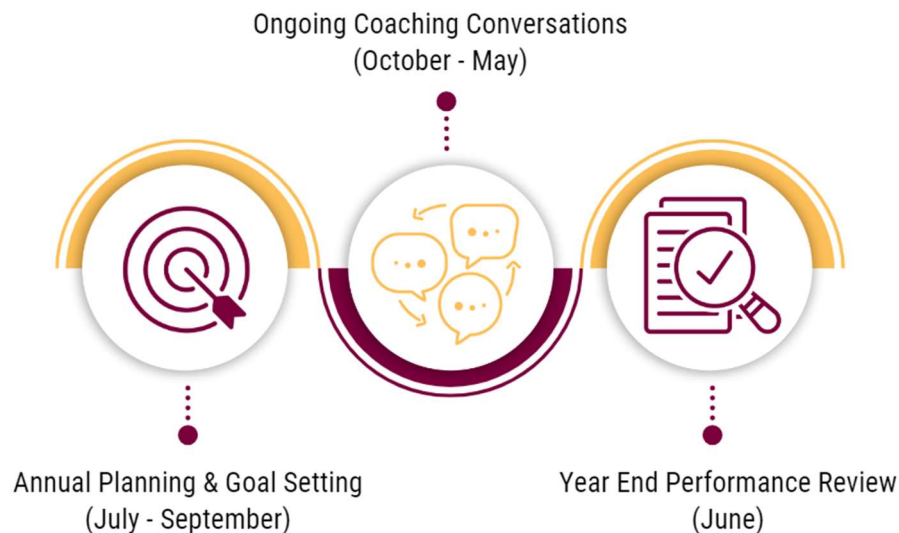 Ongoing Coaching Conversations
(October - May)
Annual Planning & Goal Setting
(July - September)
Year End Performance Review
(June)